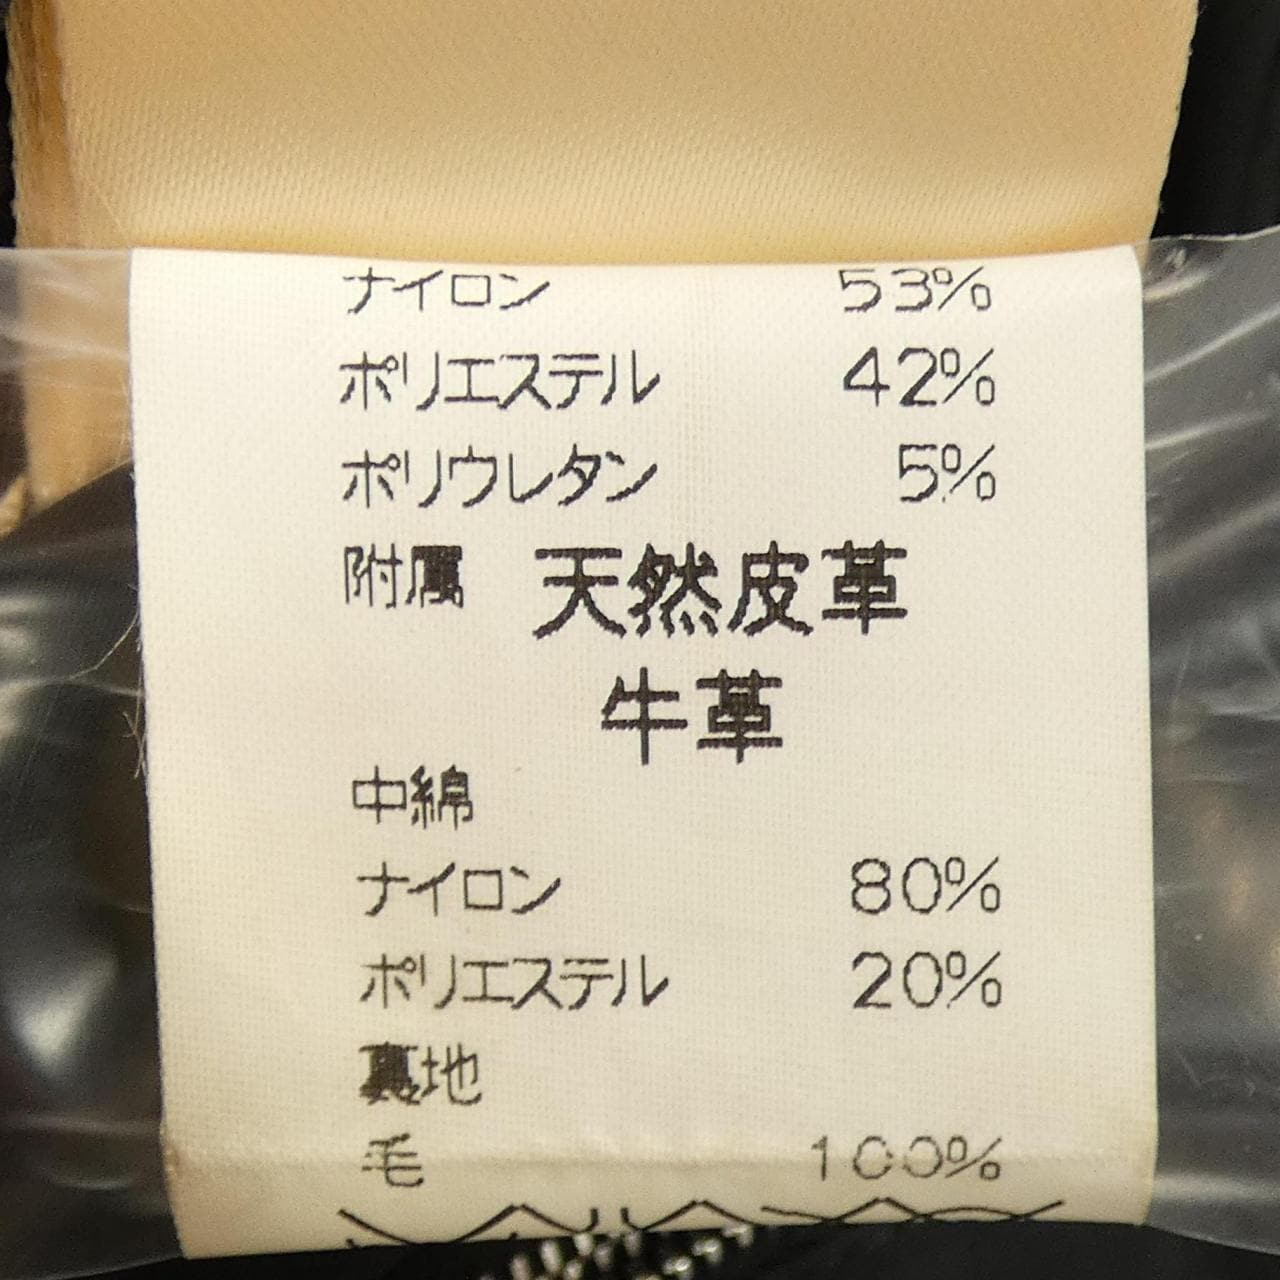 ナイロン 53%
ポリエステル 42%
ポリウレタン 5%
附属 天然皮革
牛革
中綿
ナイロン 80%
ポリエステル 20%
裏地
毛 100%